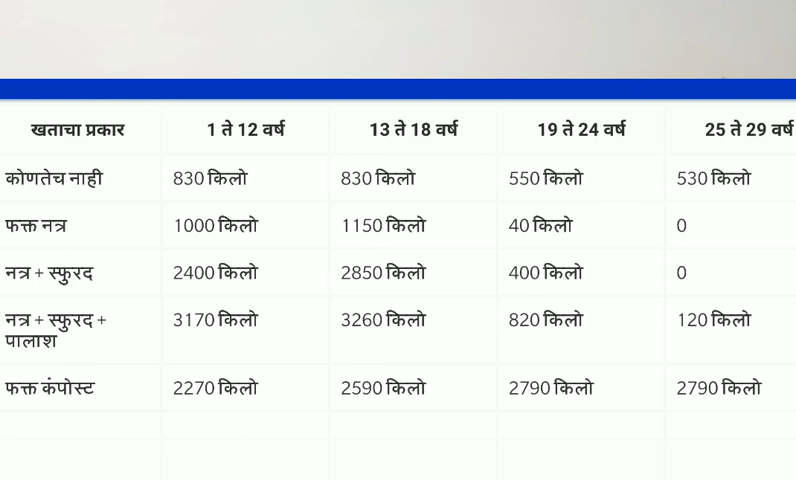 खताचा प्रकार 1 ते 12 वर्ष 13 ते 18 वर्ष 19 ते 24 वर्ष 25 ते 29 वर्ष
कोणतेच नाही 830 किलो 830 किलो 550 किलो 530 किलो
फक्त नत्र 1000 किलो 1150 किलो 40 किलो 0
नत्र + स्फुरद 2400 किलो 2850 किलो 400 किलो 0
नत्र + स्फुरद + 3170 किलो 3260 किलो 820 किलो 120 किलो
पालाश
फक्त कंपोस्ट 2270 किलो 2590 किलो 2790 किलो 2790 किलो